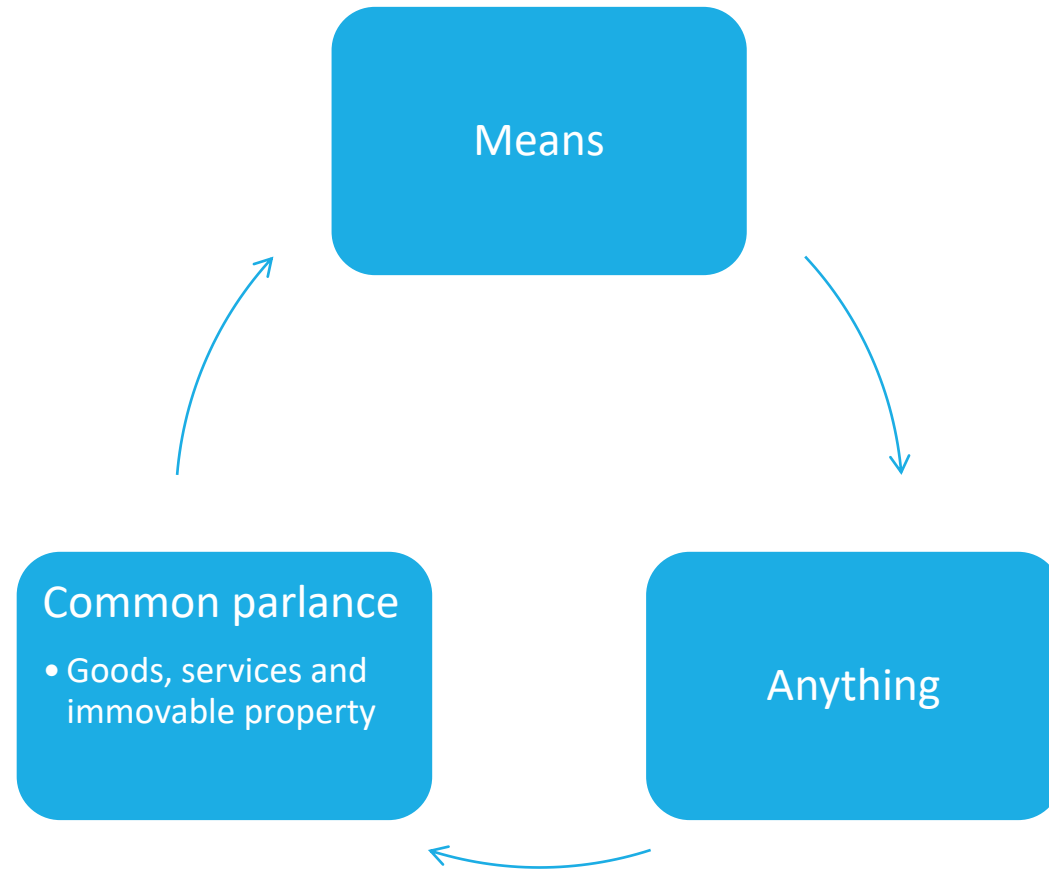 Means
Anything
Common parlance
• Goods, services and
immovable property